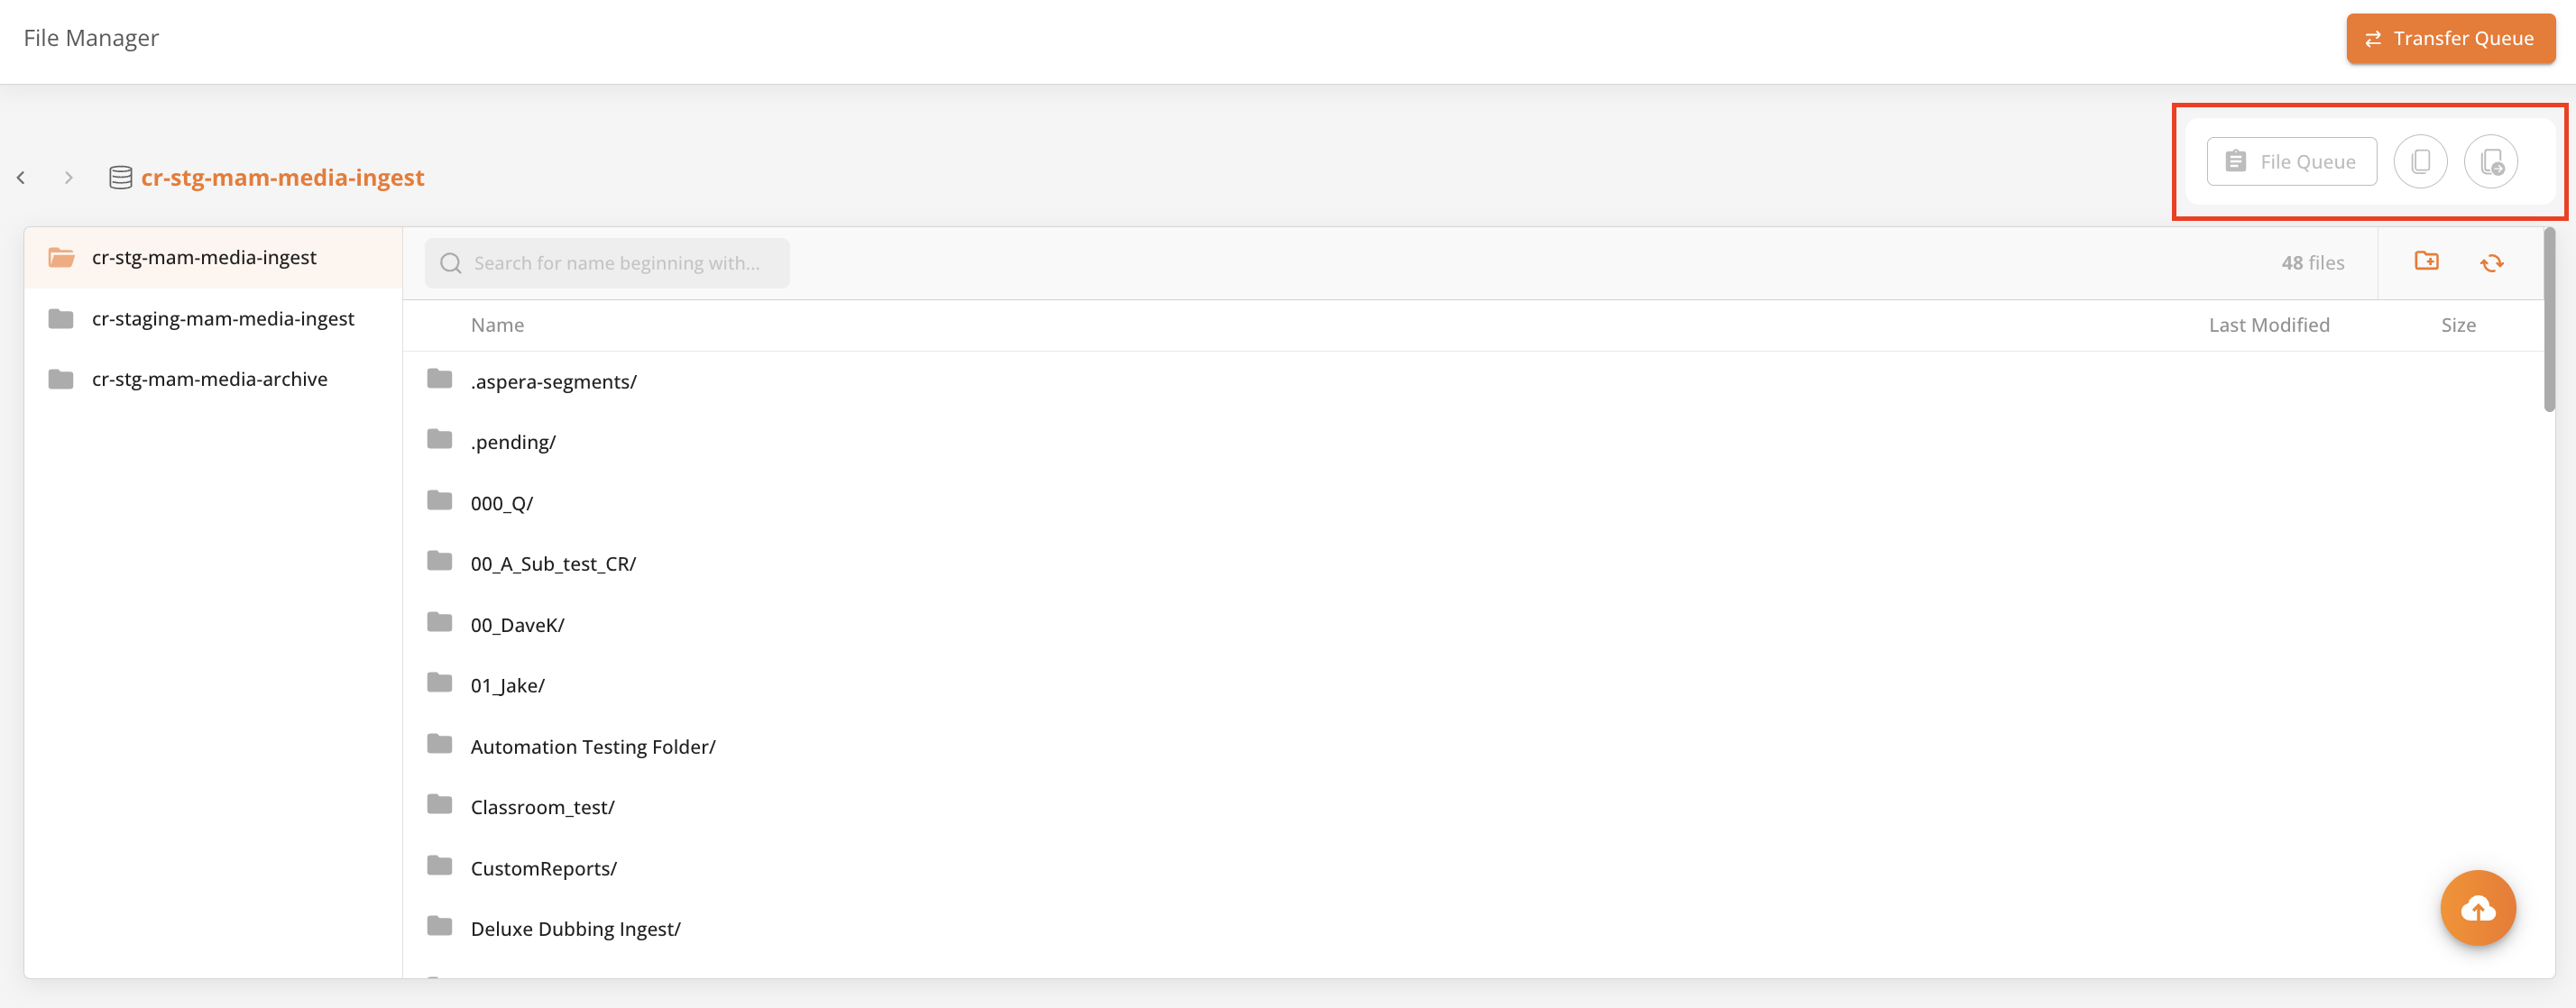 File Manager
Transfer Queue
File Queue
cr-stg-mam-media-ingest
cr-stg-mam-media-ingest
cr-staging-mam-media-ingest
cr-stg-mam-media-archive
Search for name beginning with...
48 files
Name Last Modified Size
.aspera-segments/
.pending/
000_Q/
00_A_Sub_test_CR/
00_DaveK/
01_Jake/
Automation Testing Folder/
Classroom_test/
CustomReports/
Deluxe Dubbing Ingest/